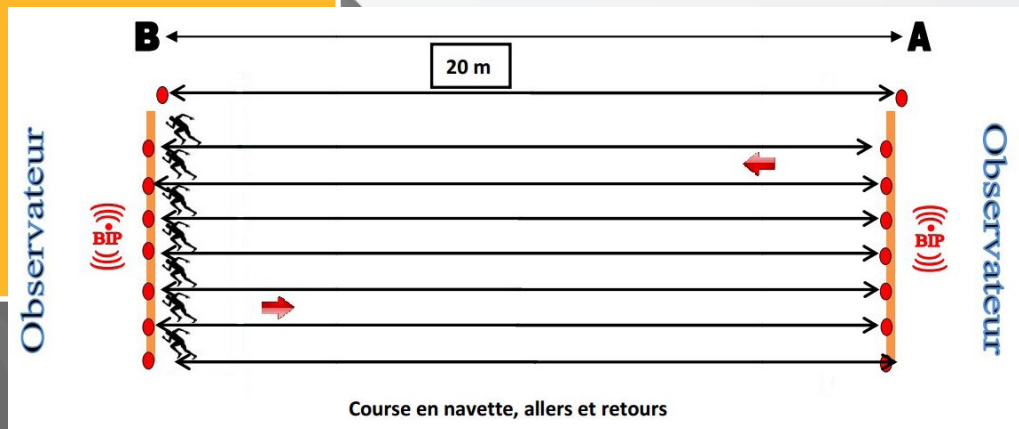 B
A
20 m
Observateur
BIP
BIP
Observateur
Course en navette, allers et retours